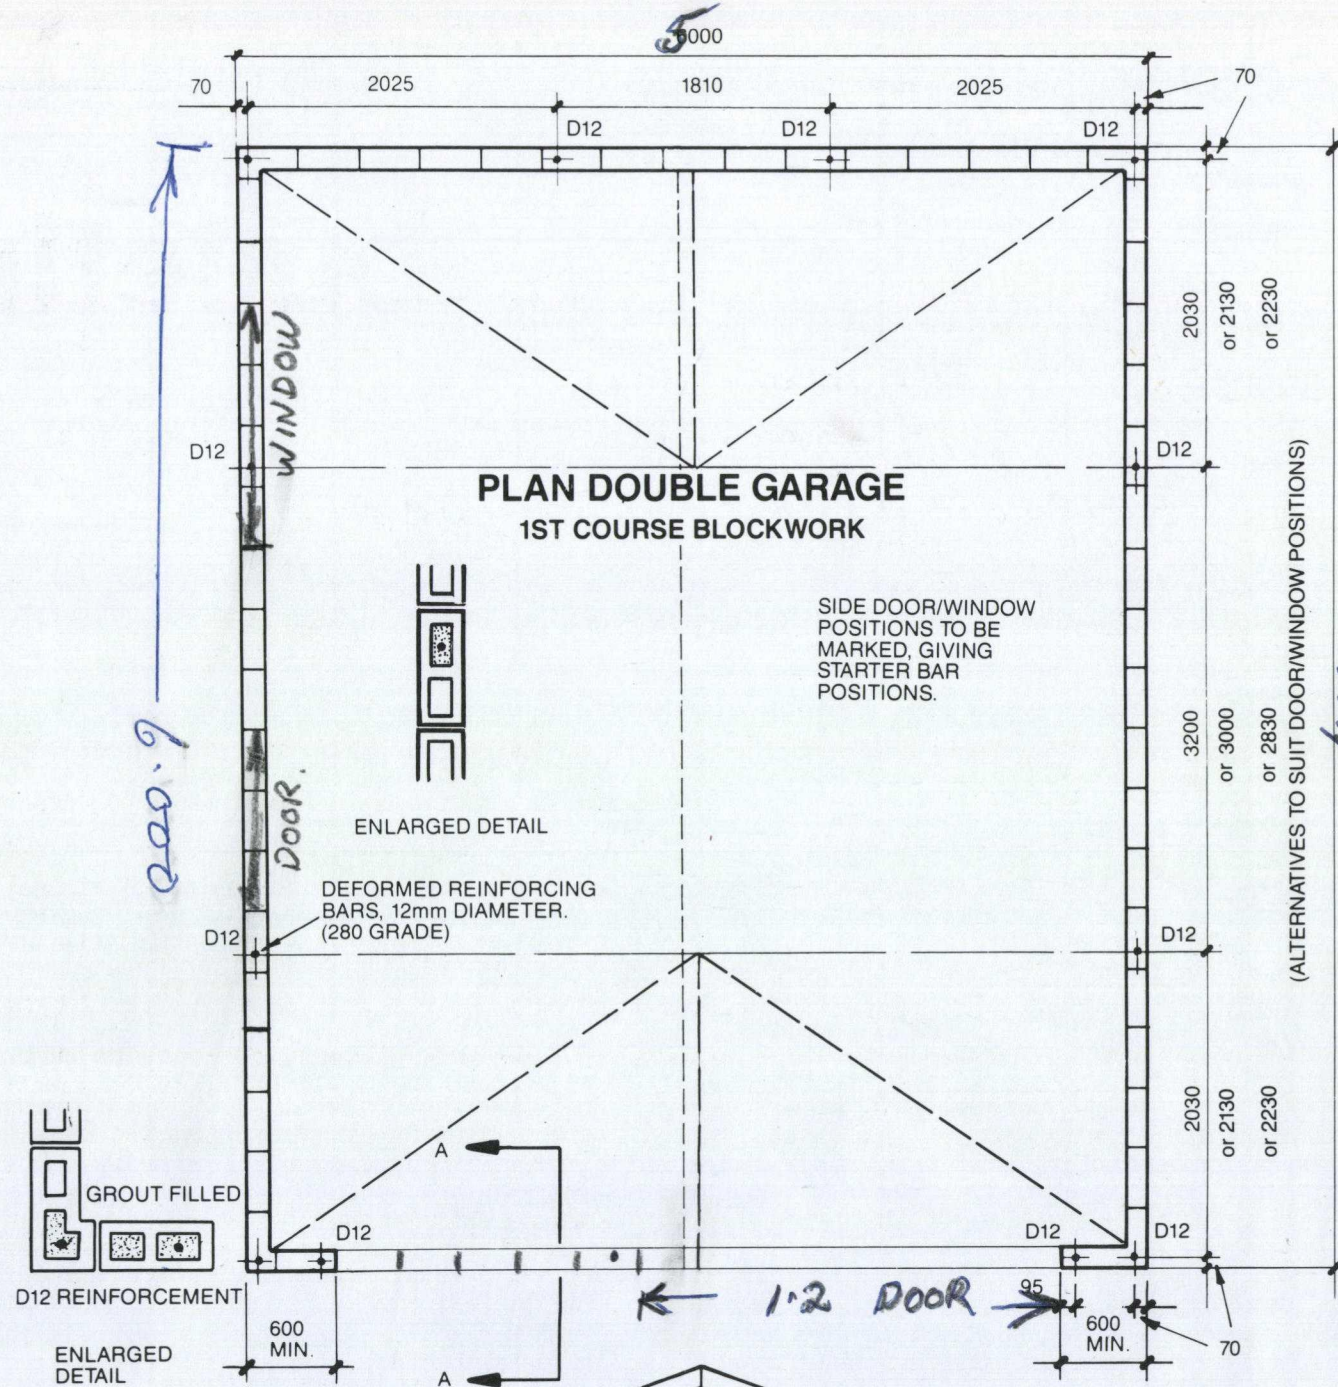 5000
70
2025
1810
2025
70
D12
D12
D12
WINDOW
D12
D12
2030
or 2130
or 2230
PLAN DOUBLE GARAGE
1ST COURSE BLOCKWORK
(ALTERNATIVES TO SUIT DOOR/WINDOW POSITIONS)
SIDE DOOR/WINDOW
POSITIONS TO BE
MARKED, GIVING
STARTER BAR
POSITIONS.
3200
or 3000
or 2830
DOOR.
ENLARGED DETAIL
DEFORMED REINFORCING
BARS, 12mm DIAMETER.
(280 GRADE)
D12
D12
2030
or 2130
or 2230
A
GROUT FILLED
D12
D12
D12
D12 REINFORCEMENT
1.2 DOOR
95
600
MIN.
600
MIN.
70
ENLARGED
DETAIL
A